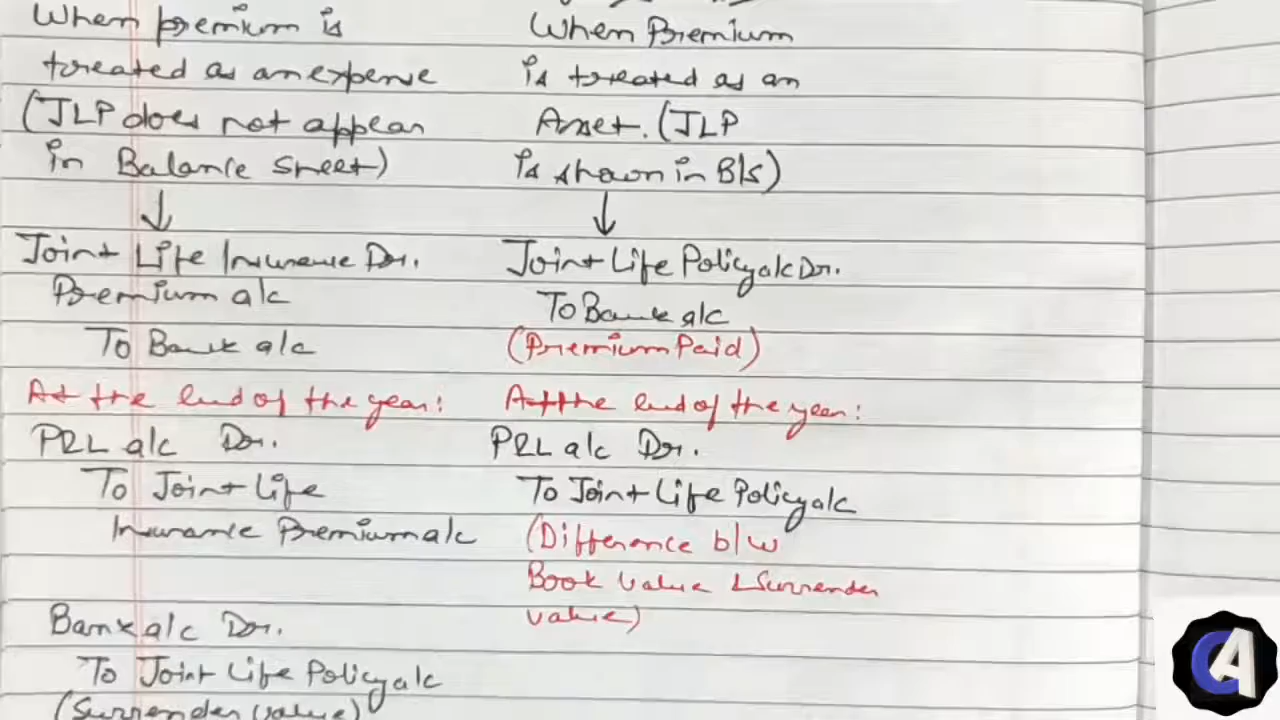 When premium is
treated as an expense
(JLP does not appear
in Balance Sheet)
Joint Life Insurance Dr.
Premium a/c
To Bank a/c
At the end of the year:
P&L a/c Dr.
To Joint Life
Insurance Premium a/c
Bank a/c Dr.
To Joint Life Policy a/c
(Surrender value)
When Premium
is treated as an
Asset. (JLP
is shown in B/S)
Joint Life Policy a/c Dr.
To Bank a/c
(Premium Paid)
At the end of the year:
P&L a/c Dr.
To Joint Life Policy a/c
(Difference b/w
Book value & Surrender
value)
CA